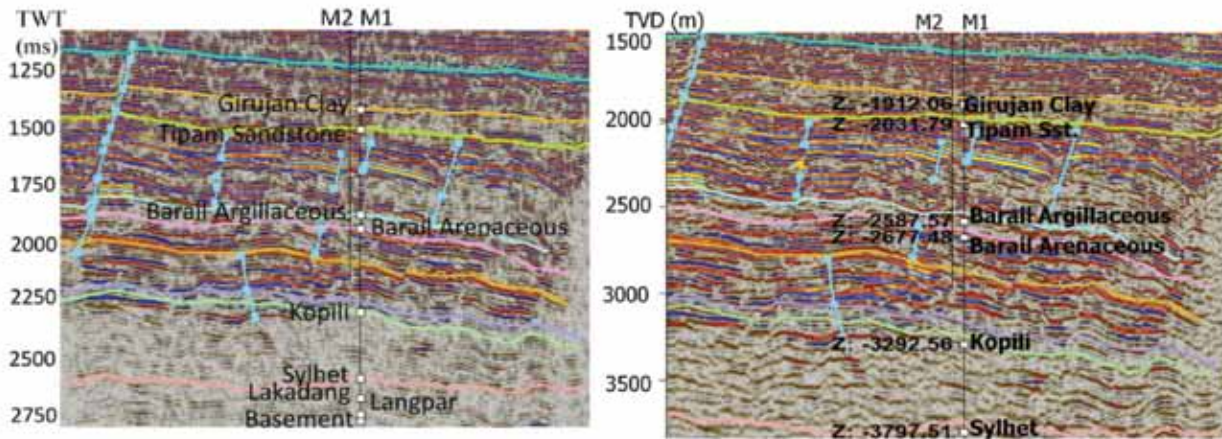 TWT
(ms)
M2 M1
1250
1500
1750
2000
2250
2500
2750
Girujan Clay
Tipam Sandstone
Barail Argillaceous
Barail Arenaceous
Kopili
Sylhet
Lakadang
Langpar
Basement
TVD (m)
M2 M1
1500
2000
2500
3000
3500
Z: -1912.06 Girujan Clay
Z: -2031.79 Tipam Sst.
Z: -2587.57 Barail Argillaceous
Z: -2677.48 Barail Arenaceous
Z: -3292.56 Kopili
Z: -3797.51 Sylhet